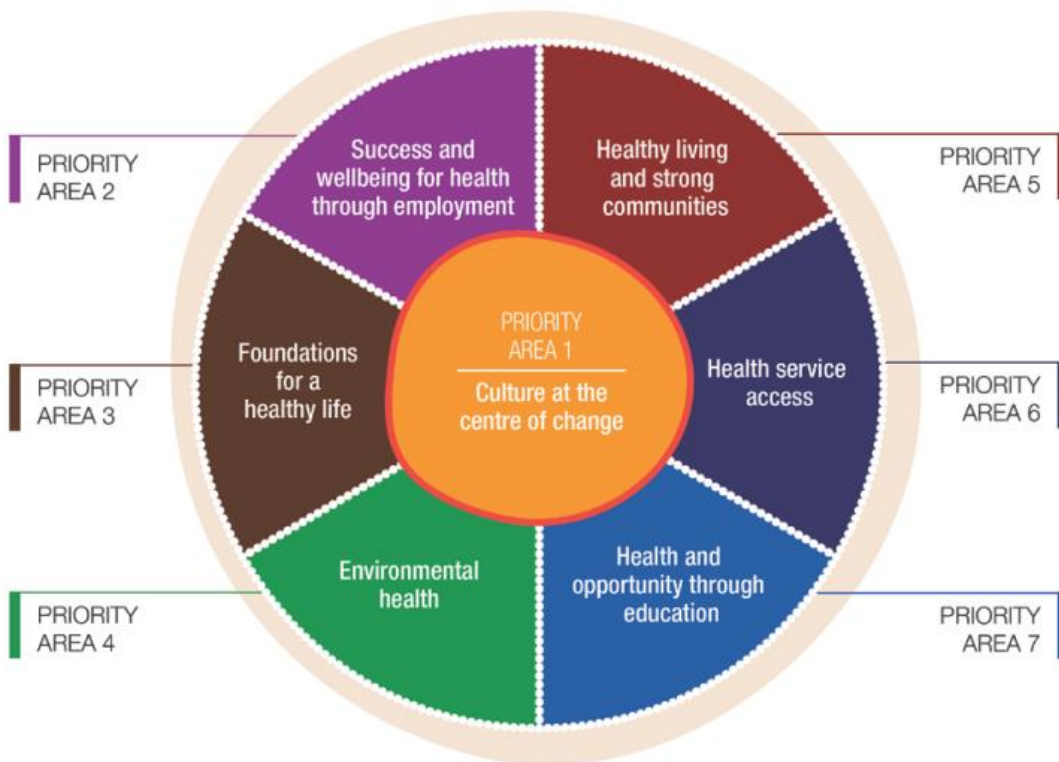 PRIORITY
AREA 1
Culture at the
centre of change
PRIORITY
AREA 2
Success and
wellbeing for health
through employment
PRIORITY
AREA 3
Foundations
for a
healthy life
PRIORITY
AREA 4
Environmental
health
PRIORITY
AREA 5
Healthy living
and strong
communities
PRIORITY
AREA 6
Health service
access
PRIORITY
AREA 7
Health and
opportunity through
education